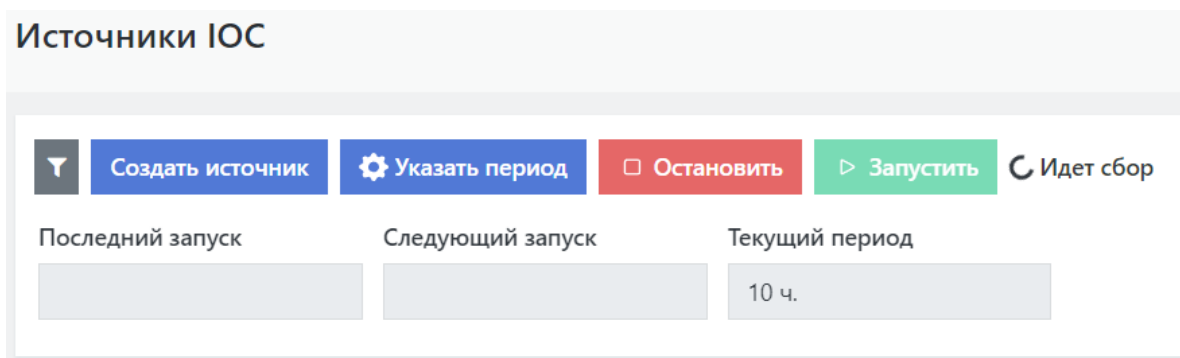 Источники IOC
Создать источник Указать период Остановить Запустить Идет сбор
Последний запуск Следующий запуск Текущий период
10 ч.